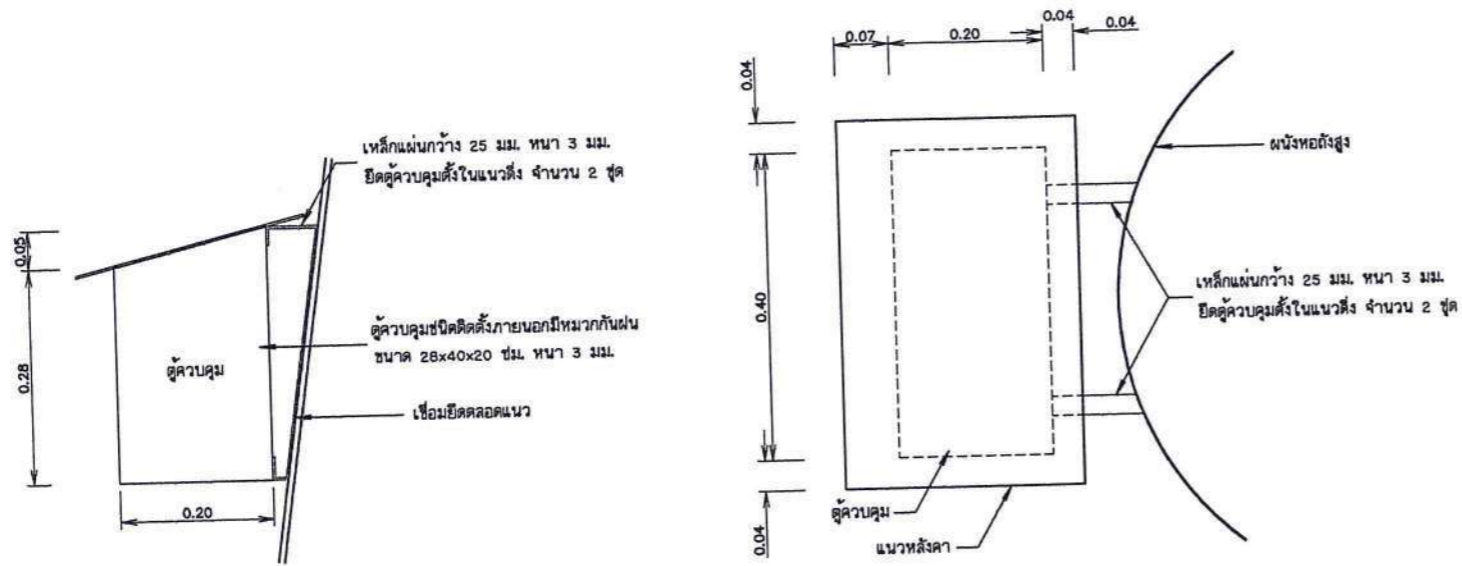 เหล็กแผ่นกว้าง 25 มม. หนา 3 มม.
ยึดตู้ควบคุมตั้งในแนวดิ่ง จำนวน 2 ชุด
0.05
0.28
ตู้ควบคุม
ตู้ควบคุมชนิดติดตั้งภายนอกมีหมวกกันฝน
ขนาด 28x40x20 ซม. หนา 3 มม.
เชื่อมยึดตลอดแนว
0.20
0.07
0.20
0.04
0.04
0.04
ผนังหอถังสูง
0.40
เหล็กแผ่นกว้าง 25 มม. หนา 3 มม.
ยึดตู้ควบคุมตั้งในแนวดิ่ง จำนวน 2 ชุด
ตู้ควบคุม
0.04
แนวหลังคา